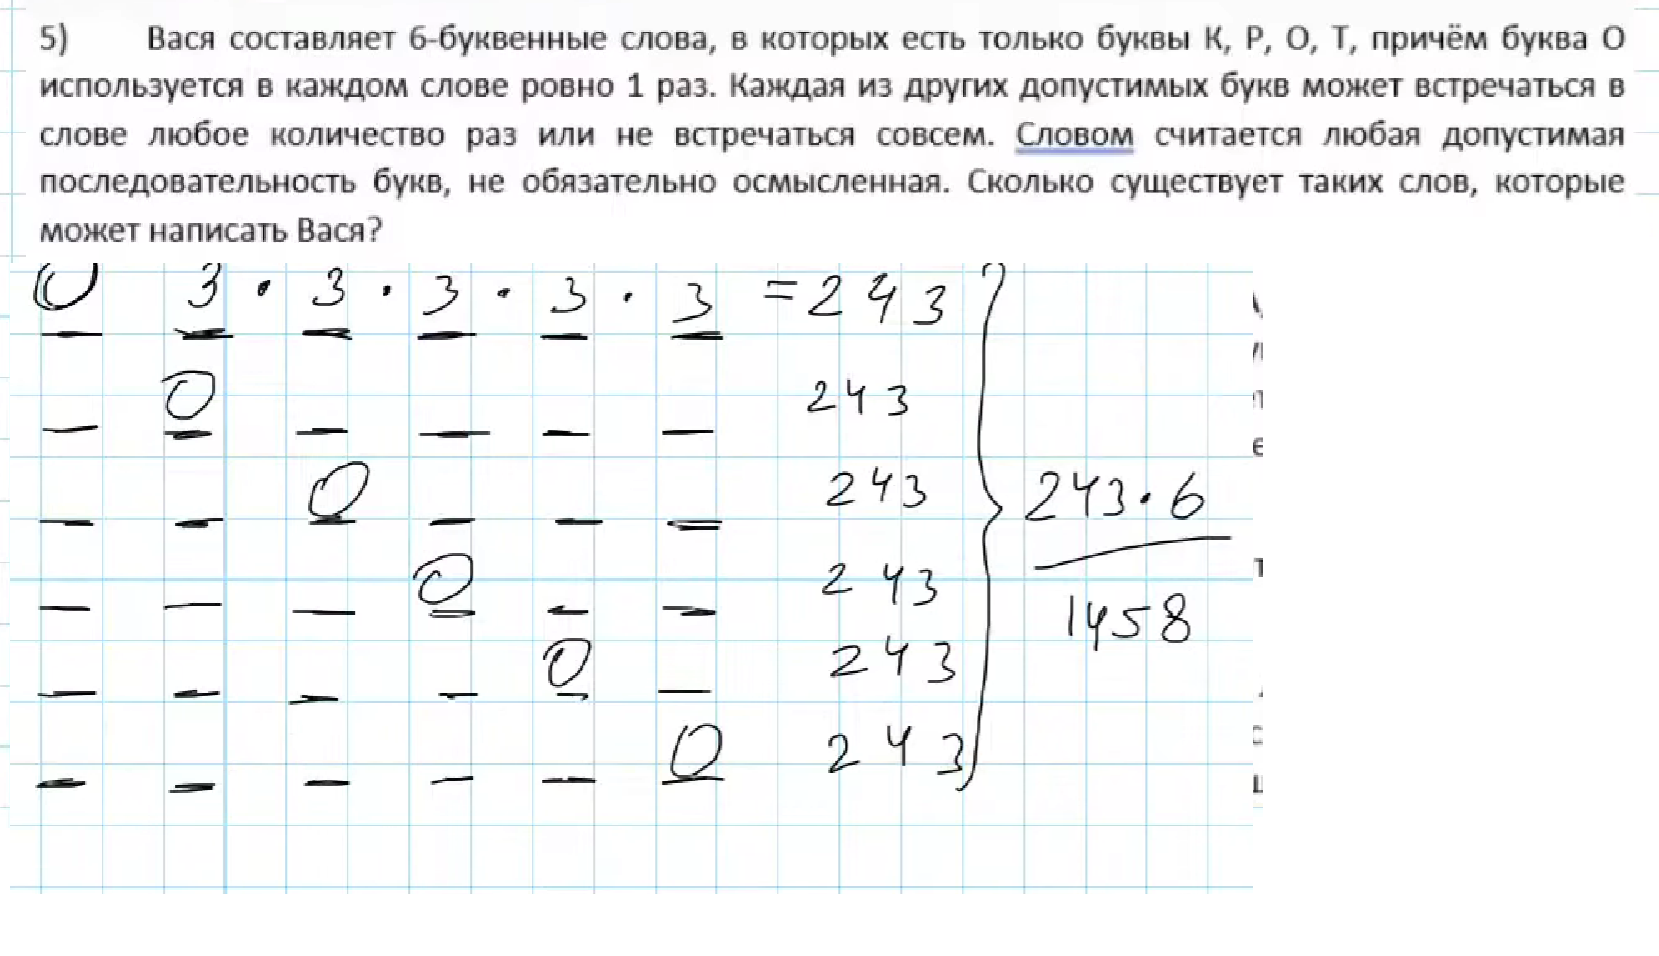 5) Вася составляет 6-буквенные слова, в которых есть только буквы К, Р, О, Т, причём буква О
используется в каждом слове ровно 1 раз. Каждая из других допустимых букв может встречаться в
слове любое количество раз или не встречаться совсем. Словом считается любая допустимая
последовательность букв, не обязательно осмысленная. Сколько существует таких слов, которые
может написать Вася?
О 3 · 3 · 3 · 3 · 3 = 243
О 243
О 243
243 · 6
О 243
1458
О 243
О 243